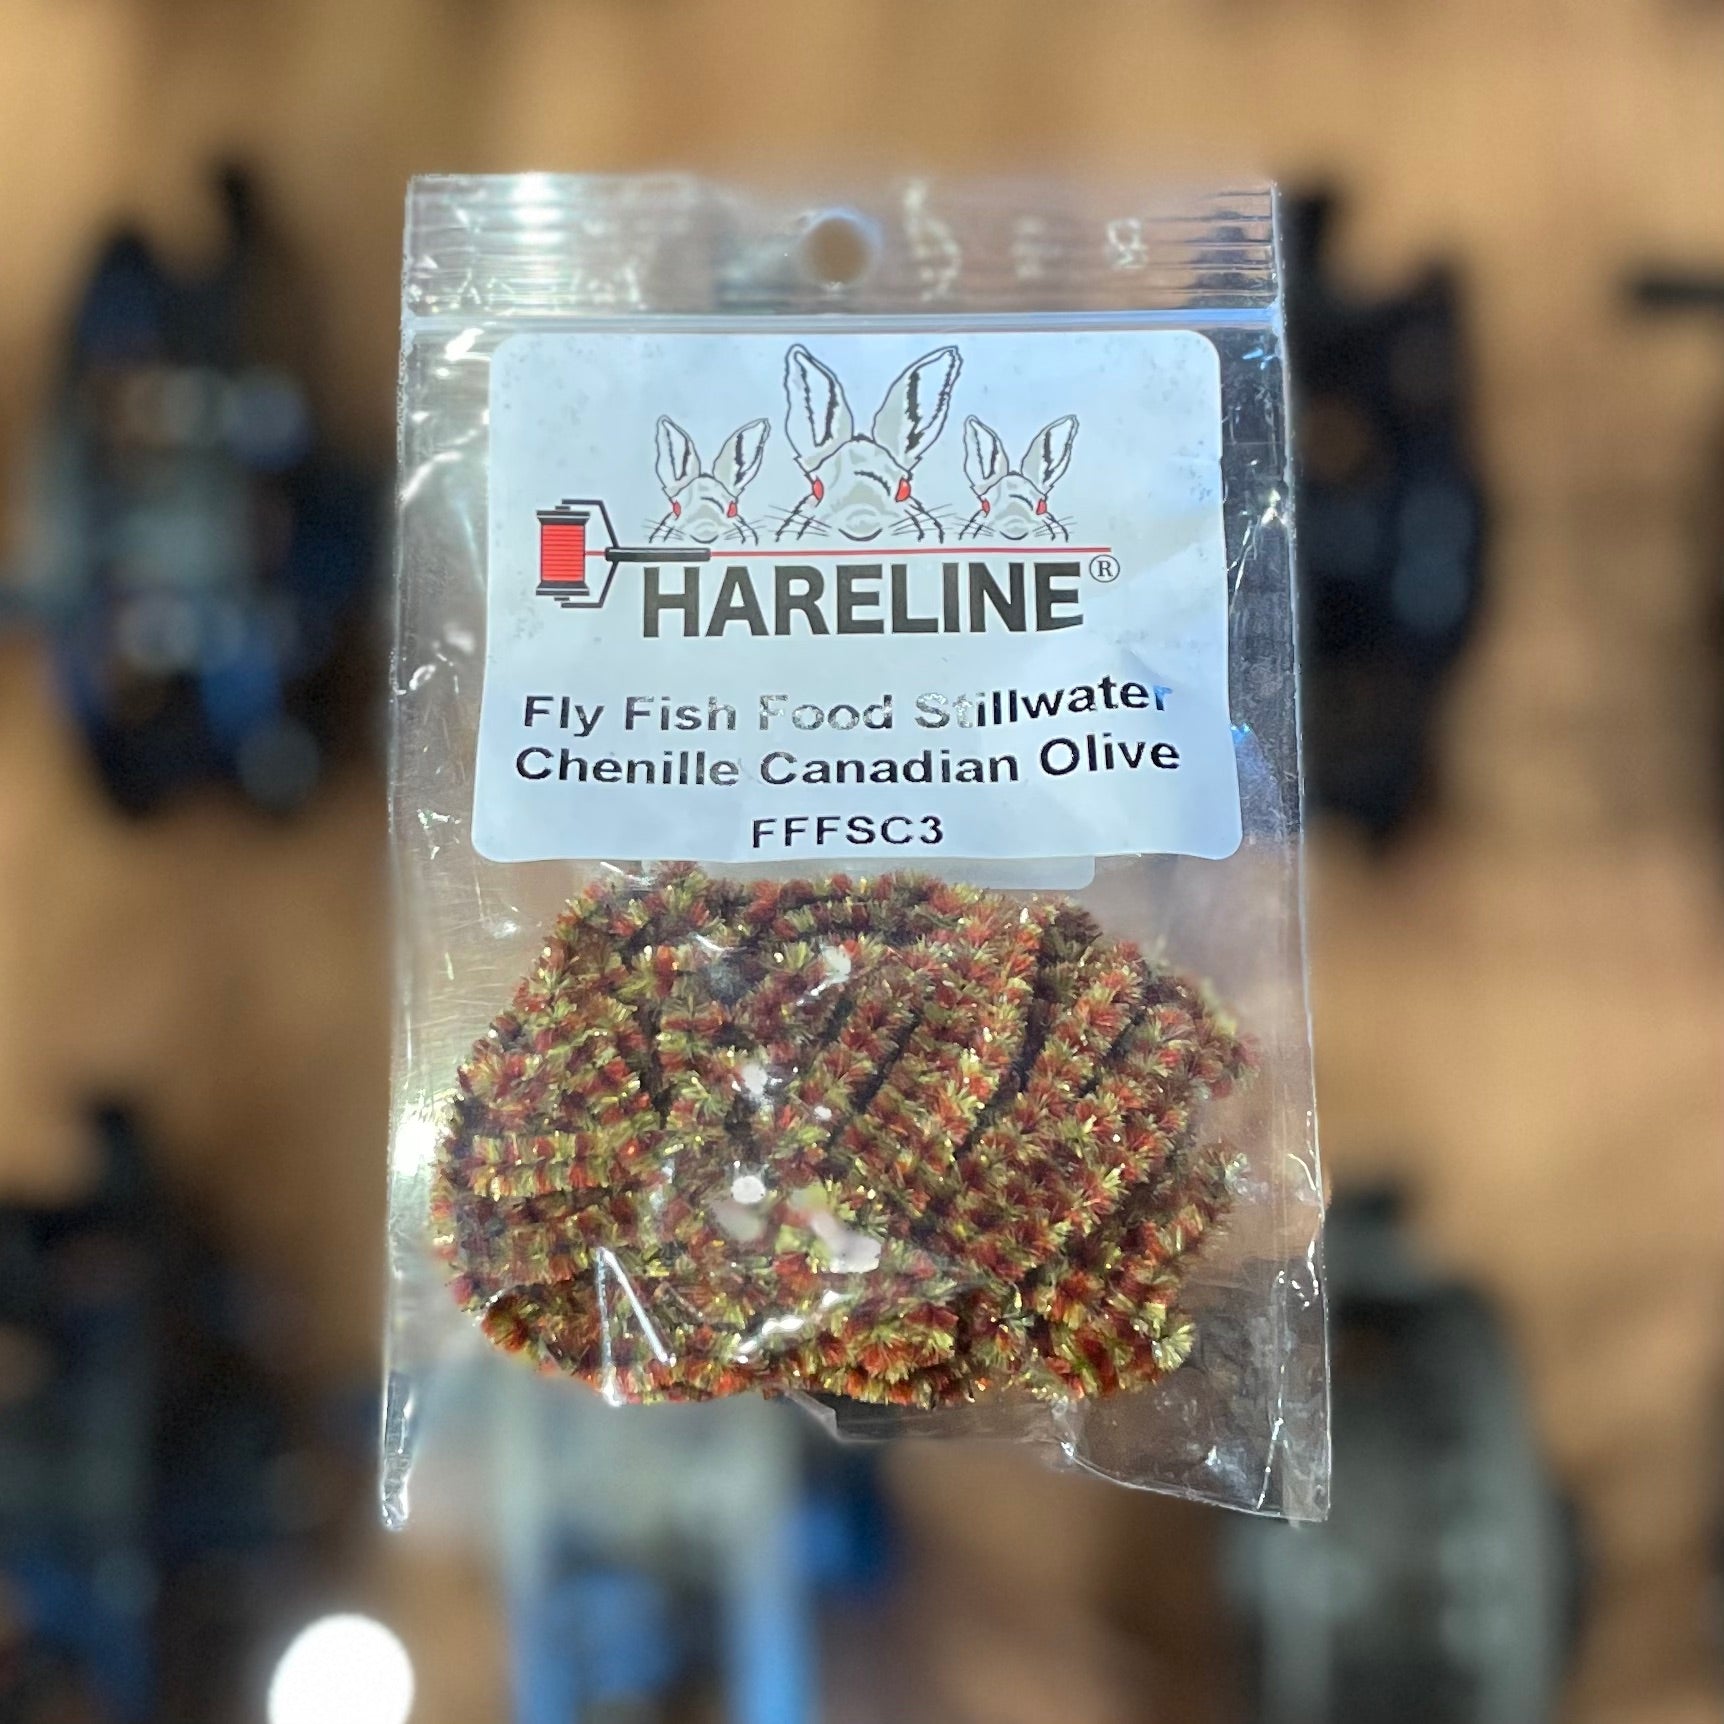 HARELINE®
Fly Fish Food Stillwater
Chenille Canadian Olive
FFFSC3